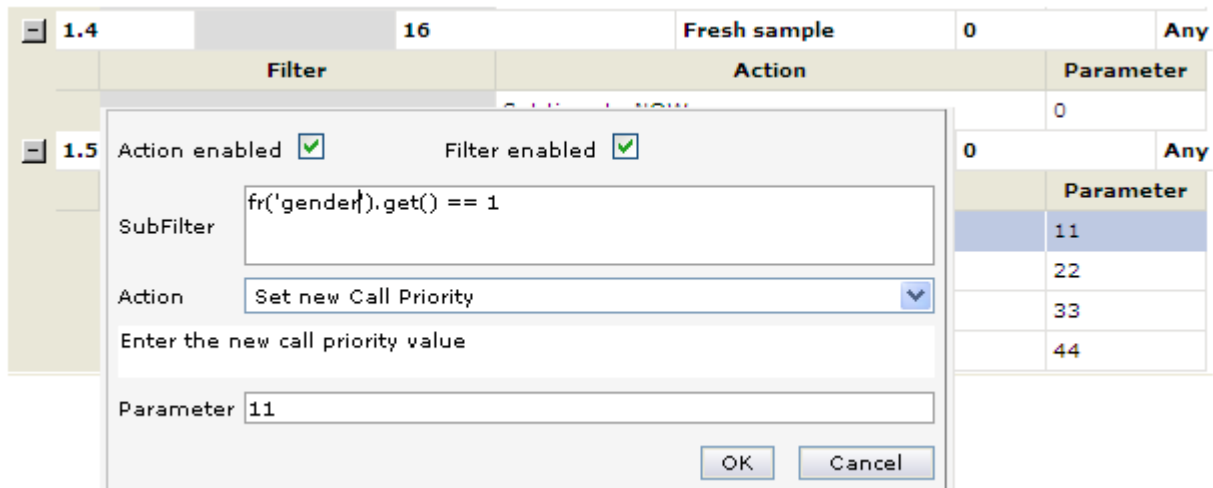 1.4 16 Fresh sample 0 Any
Filter Action Parameter
0
1.5 0 Any
Action enabled Filter enabled
Parameter
SubFilter fr('gender').get() == 1
11
22
Action Set new Call Priority
33
Enter the new call priority value
44
Parameter 11
OK Cancel